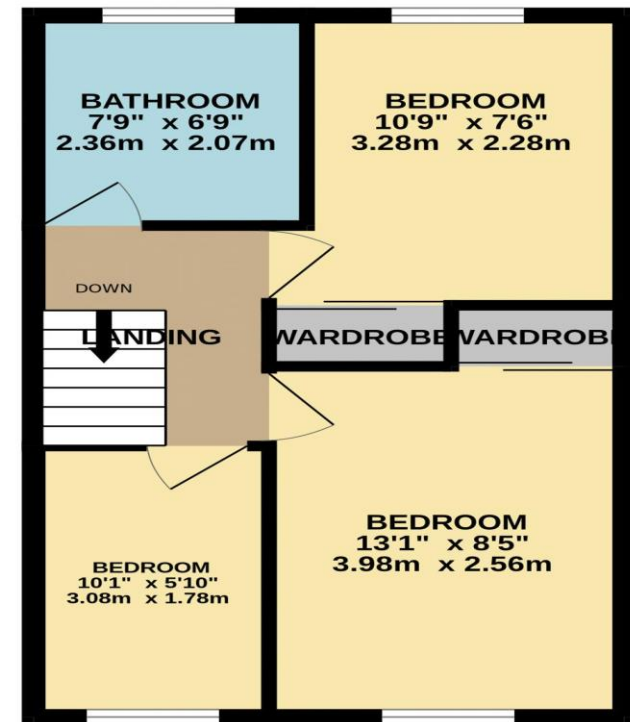 BATHROOM
7'9" x 6'9"
2.36m x 2.07m
BEDROOM
10'9" x 7'6"
3.28m x 2.28m
DOWN
LANDING
WARDROBE
WARDROBE
BEDROOM
13'1" x 8'5"
3.98m x 2.56m
BEDROOM
10'1" x 5'10"
3.08m x 1.78m